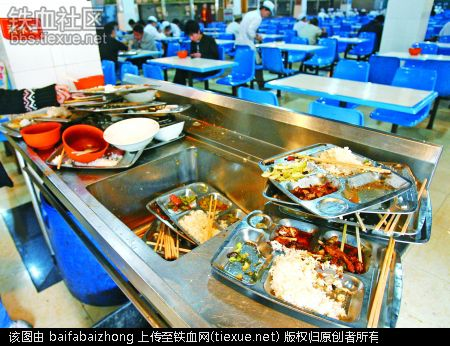 铁血社区
bbs.tiexue.net
该图由 baifabaizhong 上传至铁血网(tiexue.net) 版权归原创者所有